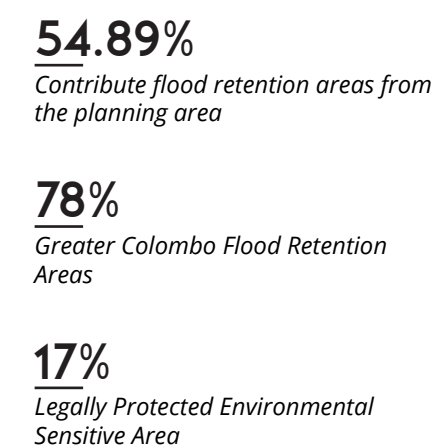 54.89%
Contribute flood retention areas from
the planning area
78%
Greater Colombo Flood Retention
Areas
17%
Legally Protected Environmental
Sensitive Area